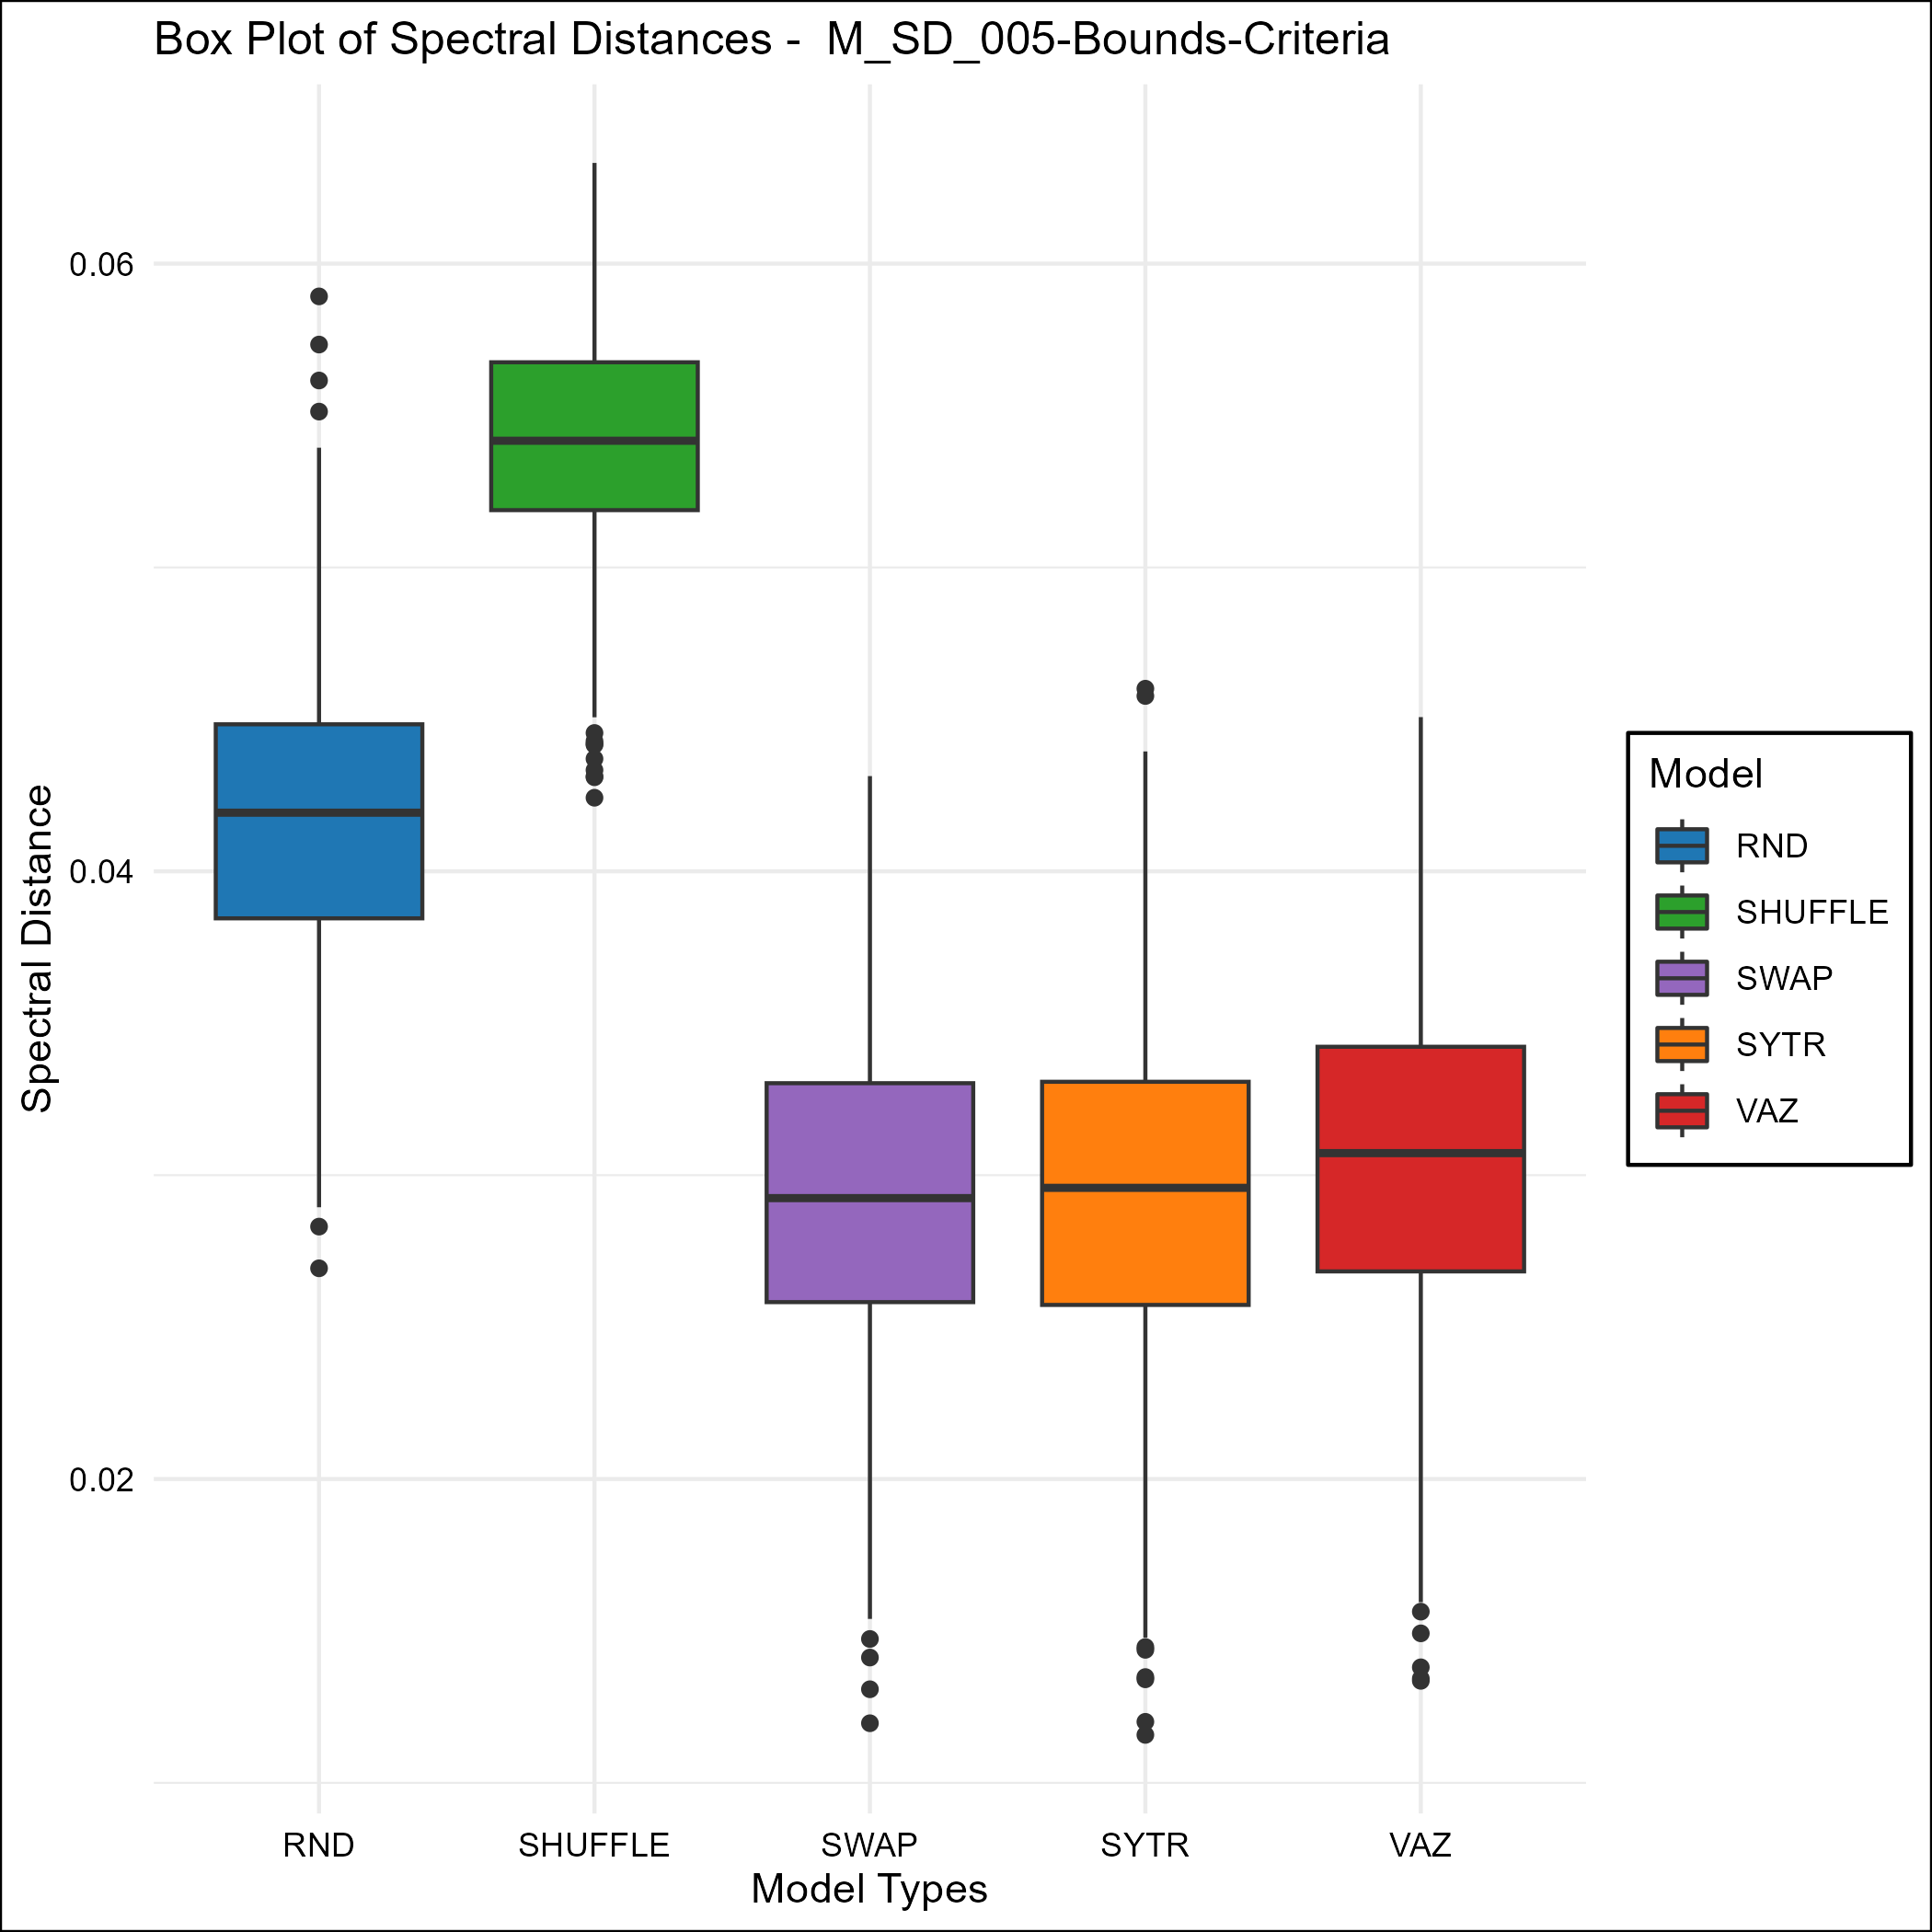 Box Plot of Spectral Distances -  M_SD_005-Bounds-Criteria
0.06
0.04
0.02
Spectral Distance
RND
SHUFFLE
SWAP
SYTR
VAZ
Model Types
Model
RND
SHUFFLE
SWAP
SYTR
VAZ